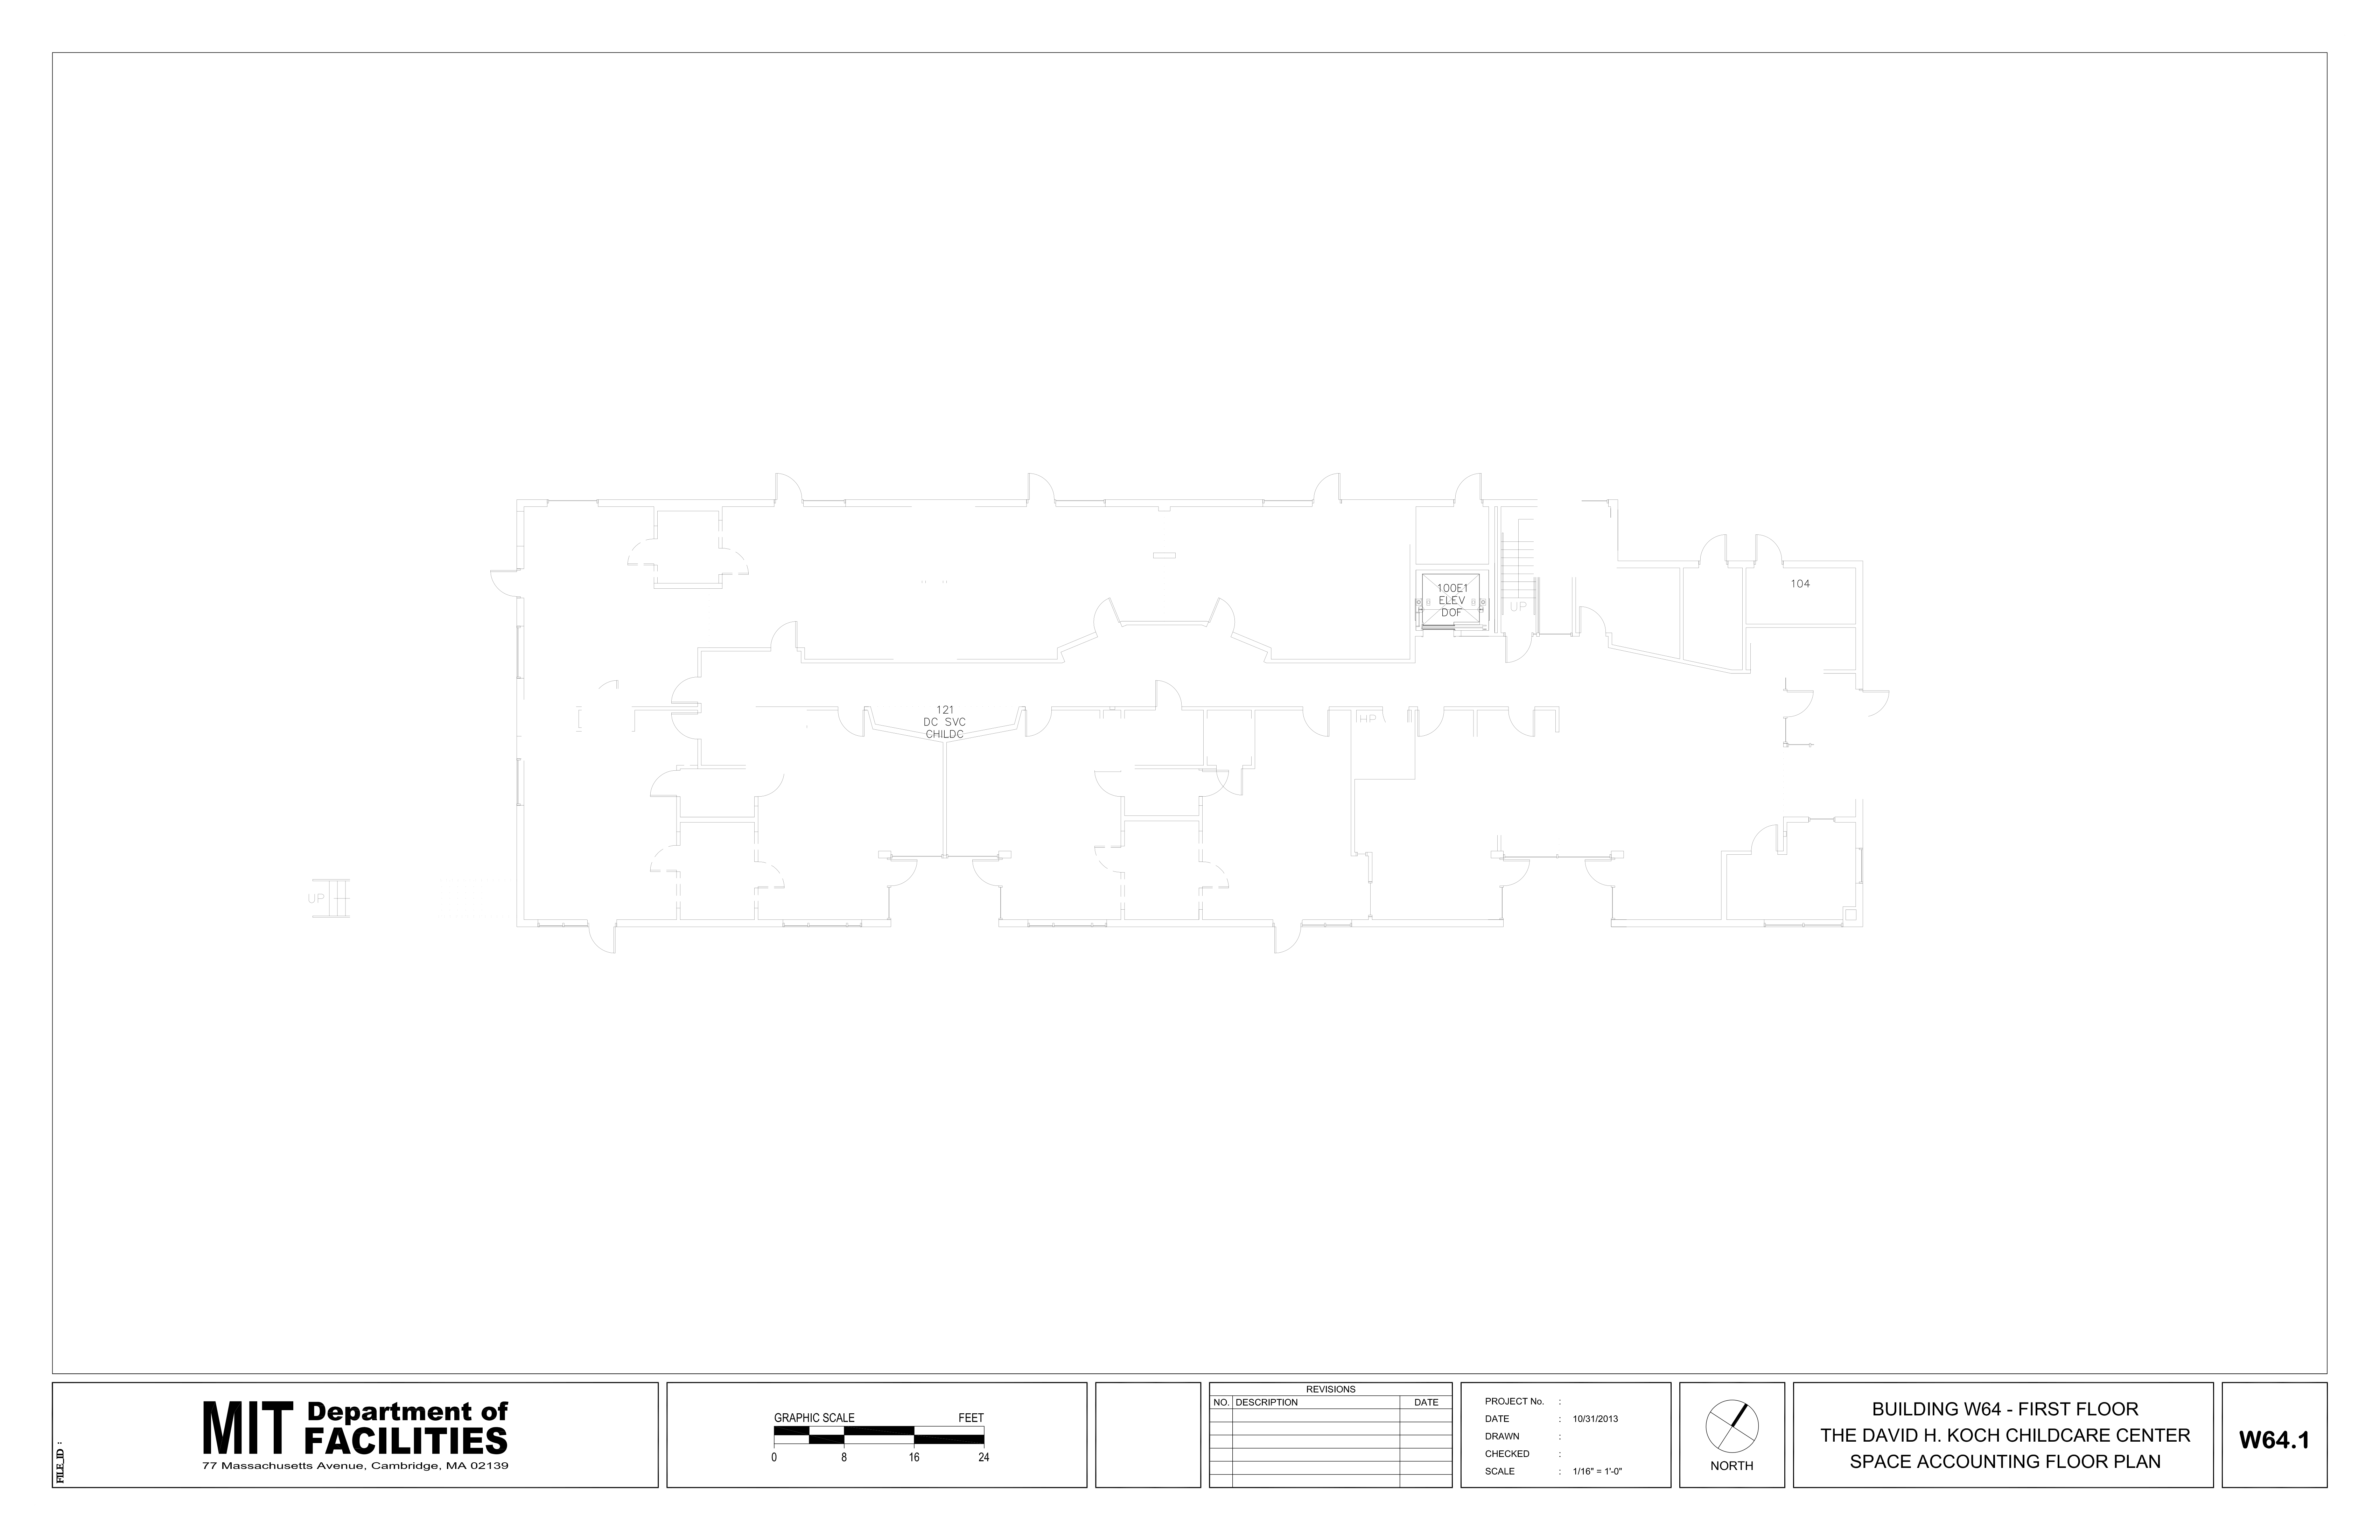 104
100E1
ELEV
DOF
UP
121
DC SVC
CHILDC
HP
UP
FILE_ID :
MIT Department of
FACILITIES
77 Massachusetts Avenue, Cambridge, MA 02139
GRAPHIC SCALE FEET
0 8 16 24
REVISIONS
NO. DESCRIPTION DATE
PROJECT No. :
DATE : 10/31/2013
DRAWN :
CHECKED :
SCALE : 1/16" = 1'-0"
NORTH
BUILDING W64 - FIRST FLOOR
THE DAVID H. KOCH CHILDCARE CENTER
SPACE ACCOUNTING FLOOR PLAN
W64.1